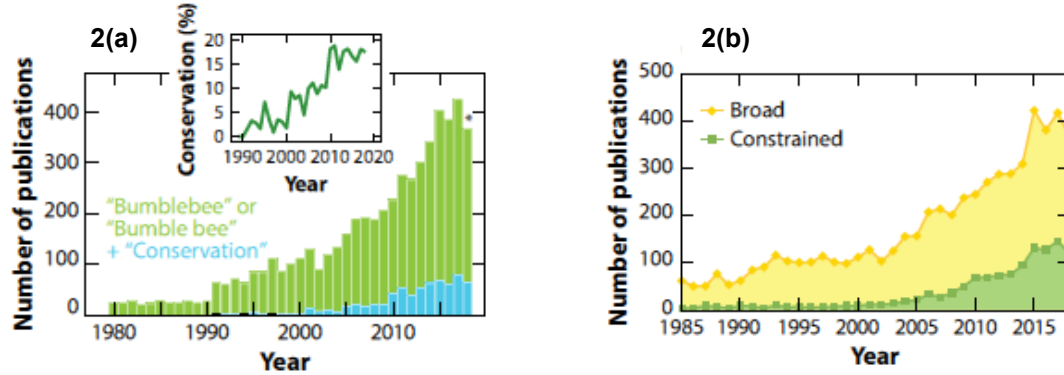 2(a)
Conservation (%)
20
15
10
5
0
1990 2000 2010 2020
Year
Number of publications
400
300
200
100
0
"Bumblebee" or
"Bumble bee"
+ "Conservation"
*
1980 1990 2000 2010
Year
2(b)
Number of publications
500
400
300
200
100
0
Broad
Constrained
1985 1990 1995 2000 2005 2010 2015
Year